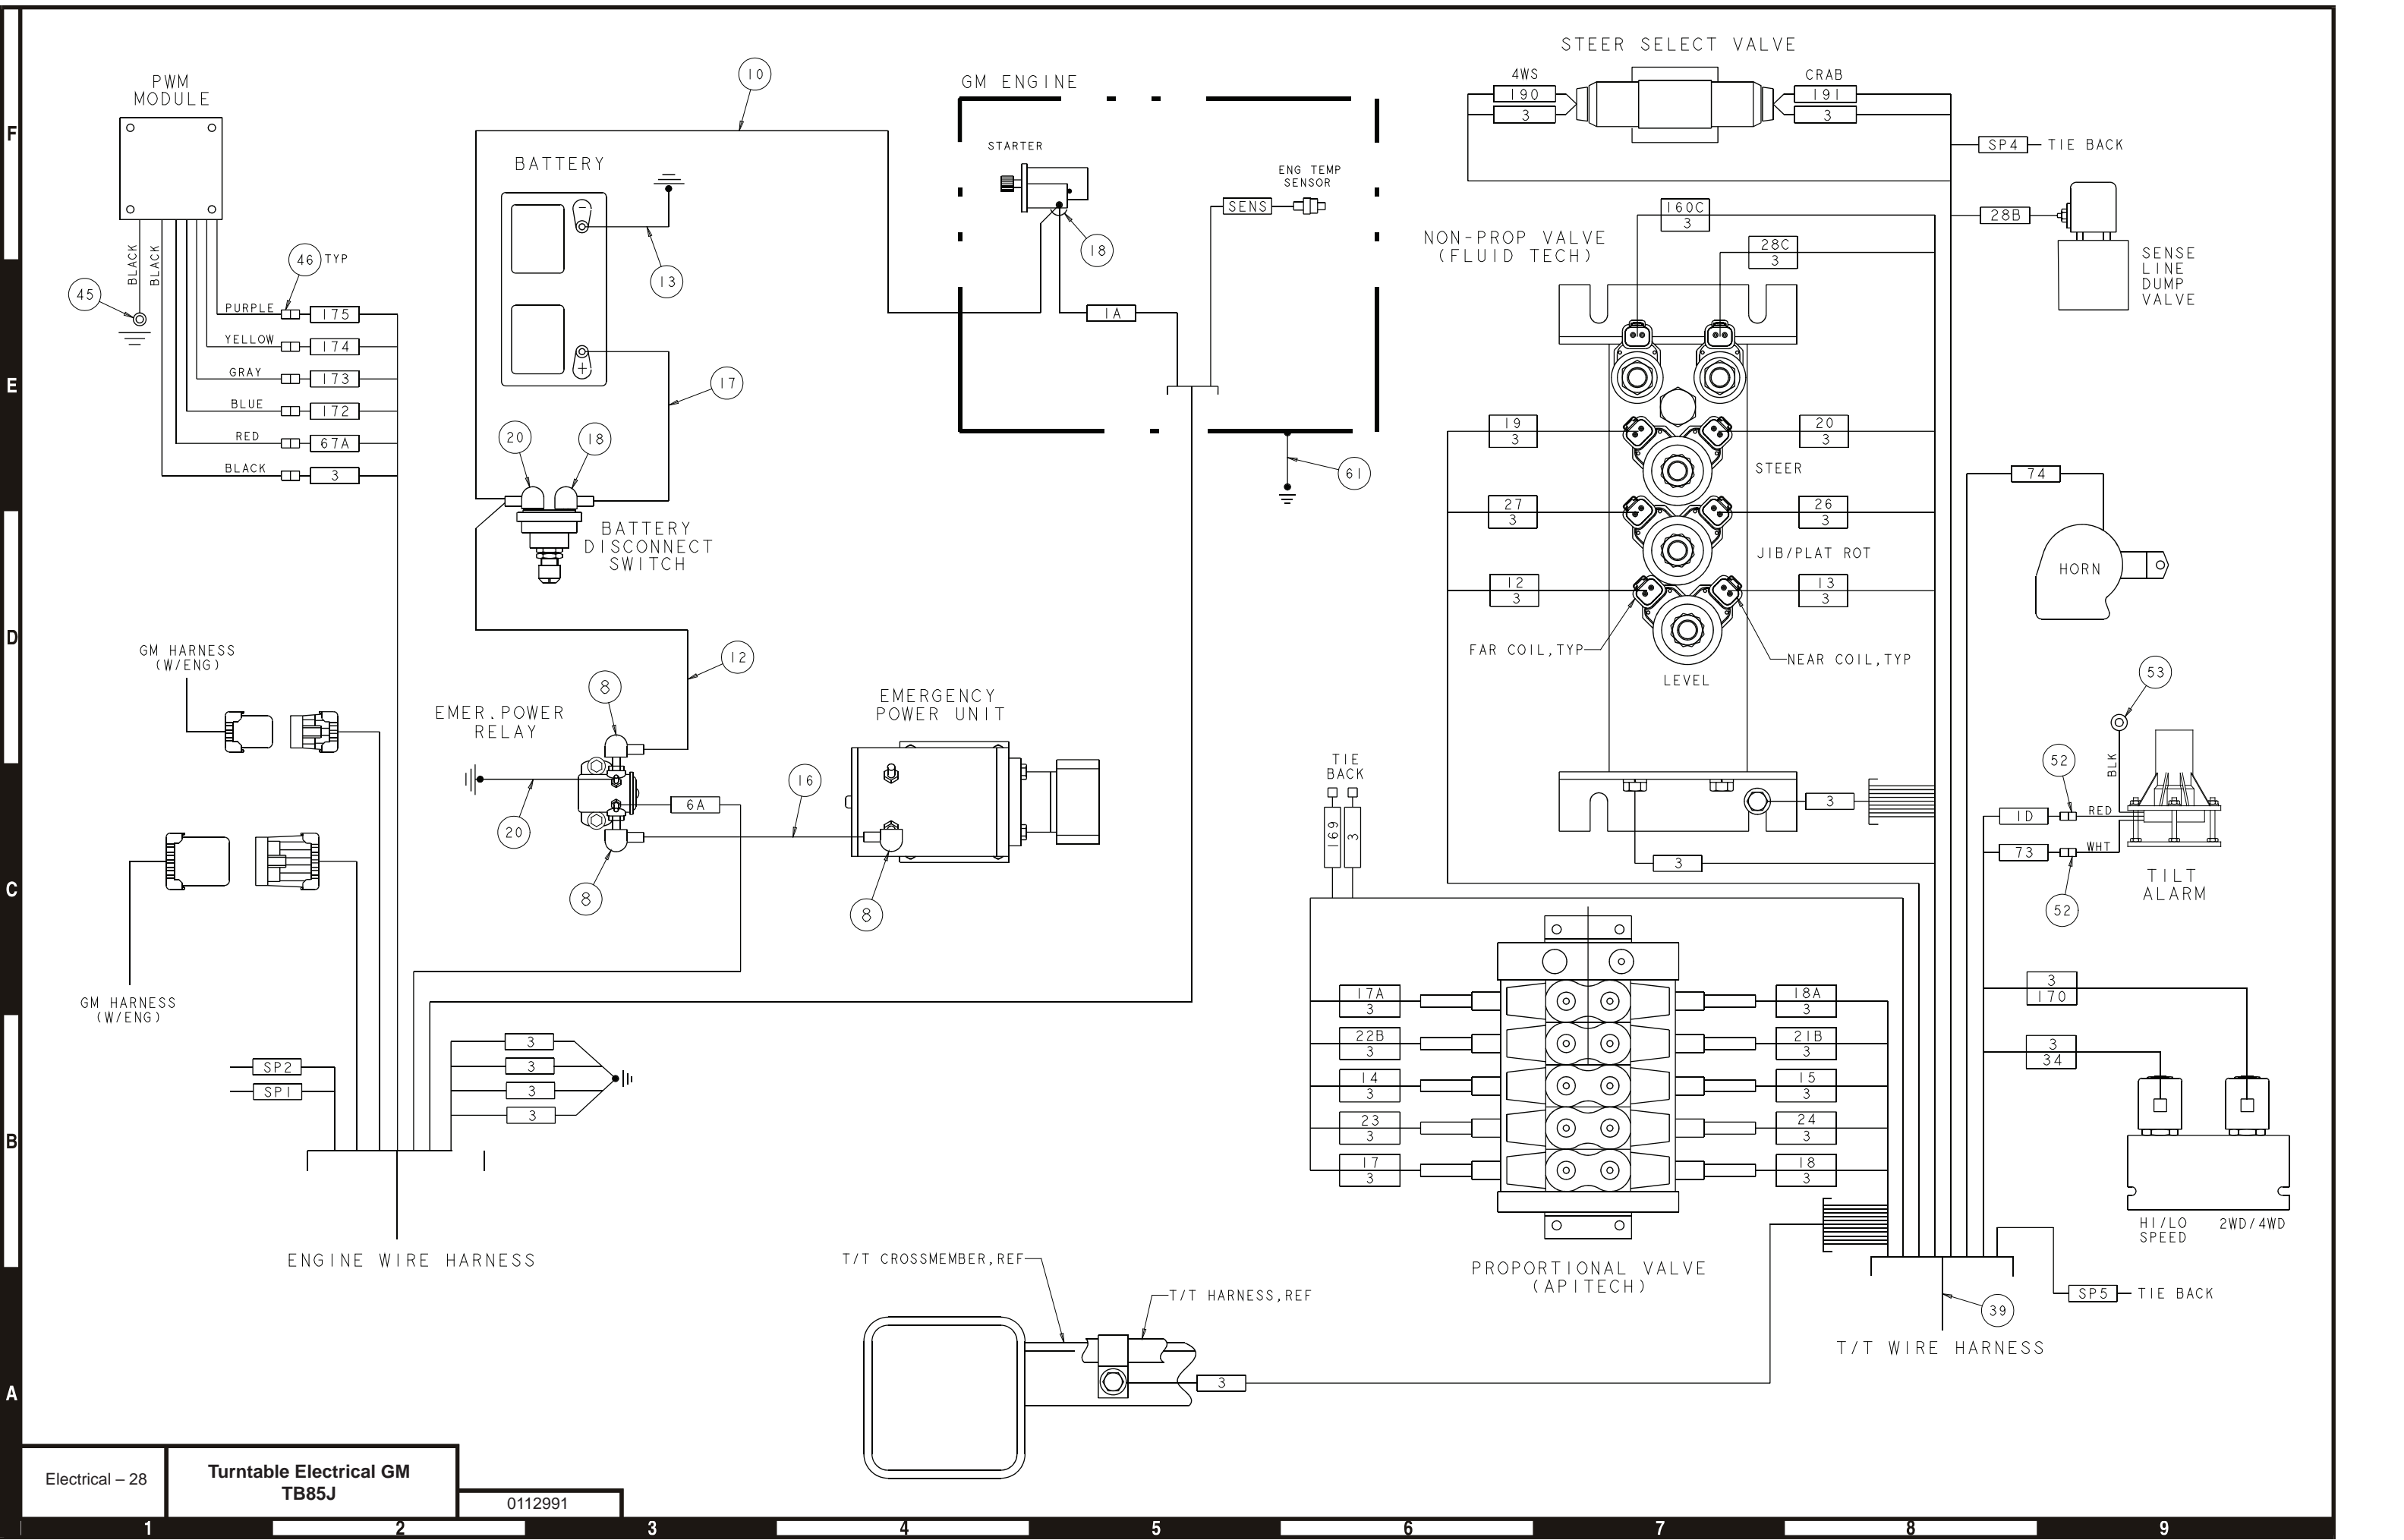 STEER SELECT VALVE
4WS
190
3
CRAB
191
3
SP4
TIE BACK
PWM
MODULE
10
GM ENGINE
F
BATTERY
STARTER
ENG TEMP
SENSOR
SENS
18
-
13
160C
3
28C
3
28B
NON-PROP VALVE
(FLUID TECH)
SENSE
LINE
DUMP
VALVE
BLACK
BLACK
46
TYP
45
PURPLE
175
YELLOW
174
GRAY
173
BLUE
172
RED
67A
BLACK
3
1A
+
17
E
20
18
BATTERY
DISCONNECT
SWITCH
61
19
3
20
3
STEER
27
3
26
3
JIB/PLAT ROT
12
3
13
3
FAR COIL,TYP
NEAR COIL,TYP
LEVEL
74
HORN
D
GM HARNESS
(W/ENG)
12
8
EMER.POWER
RELAY
EMERGENCY
POWER UNIT
20
6A
16
8
8
TIE
BACK
169
3
3
3
53
BLK
52
1D
RED
73
WHT
52
TILT
ALARM
C
GM HARNESS
(W/ENG)
17A
3
18A
3
22B
3
21B
3
14
3
15
3
23
3
24
3
17
3
18
3
3
170
3
34
HI/LO
SPEED
2WD/4WD
SP2
SP1
3
3
3
3
B
ENGINE WIRE HARNESS
PROPORTIONAL VALVE
(APITECH)
T/T CROSSMEMBER,REF
T/T HARNESS,REF
3
39
SP5
TIE BACK
T/T WIRE HARNESS
A
Electrical – 28
Turntable Electrical GM
TB85J
0112991
1 2 3 4 5 6 7 8 9